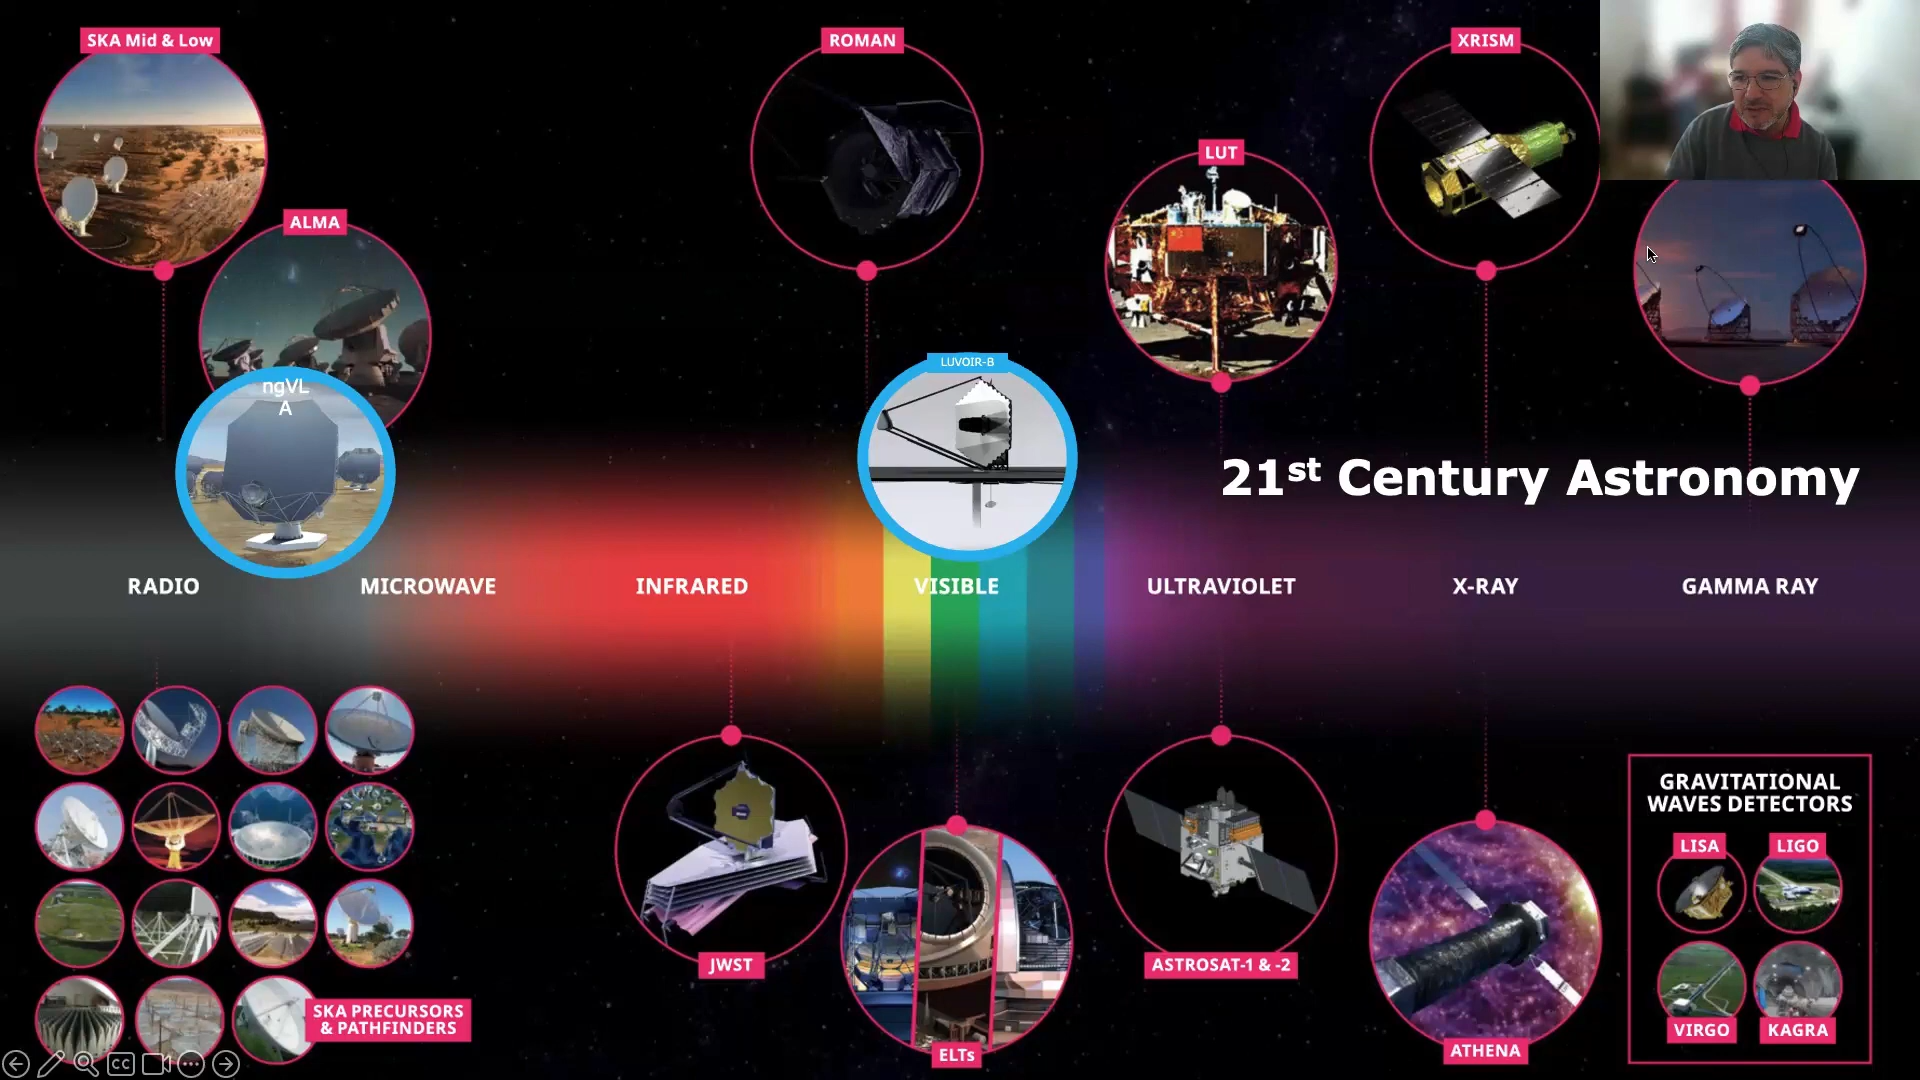 SKA Mid & Low
ROMAN
XRISM
LUT
ALMA
LUVOIR-B
ngVL
A
21st Century Astronomy
RADIO
MICROWAVE
INFRARED
VISIBLE
ULTRAVIOLET
X-RAY
GAMMA RAY
GRAVITATIONAL
WAVES DETECTORS
LISA
LIGO
JWST
ASTROSAT-1 & -2
SKA PRECURSORS
& PATHFINDERS
VIRGO
KAGRA
ELTs
ATHENA
CC